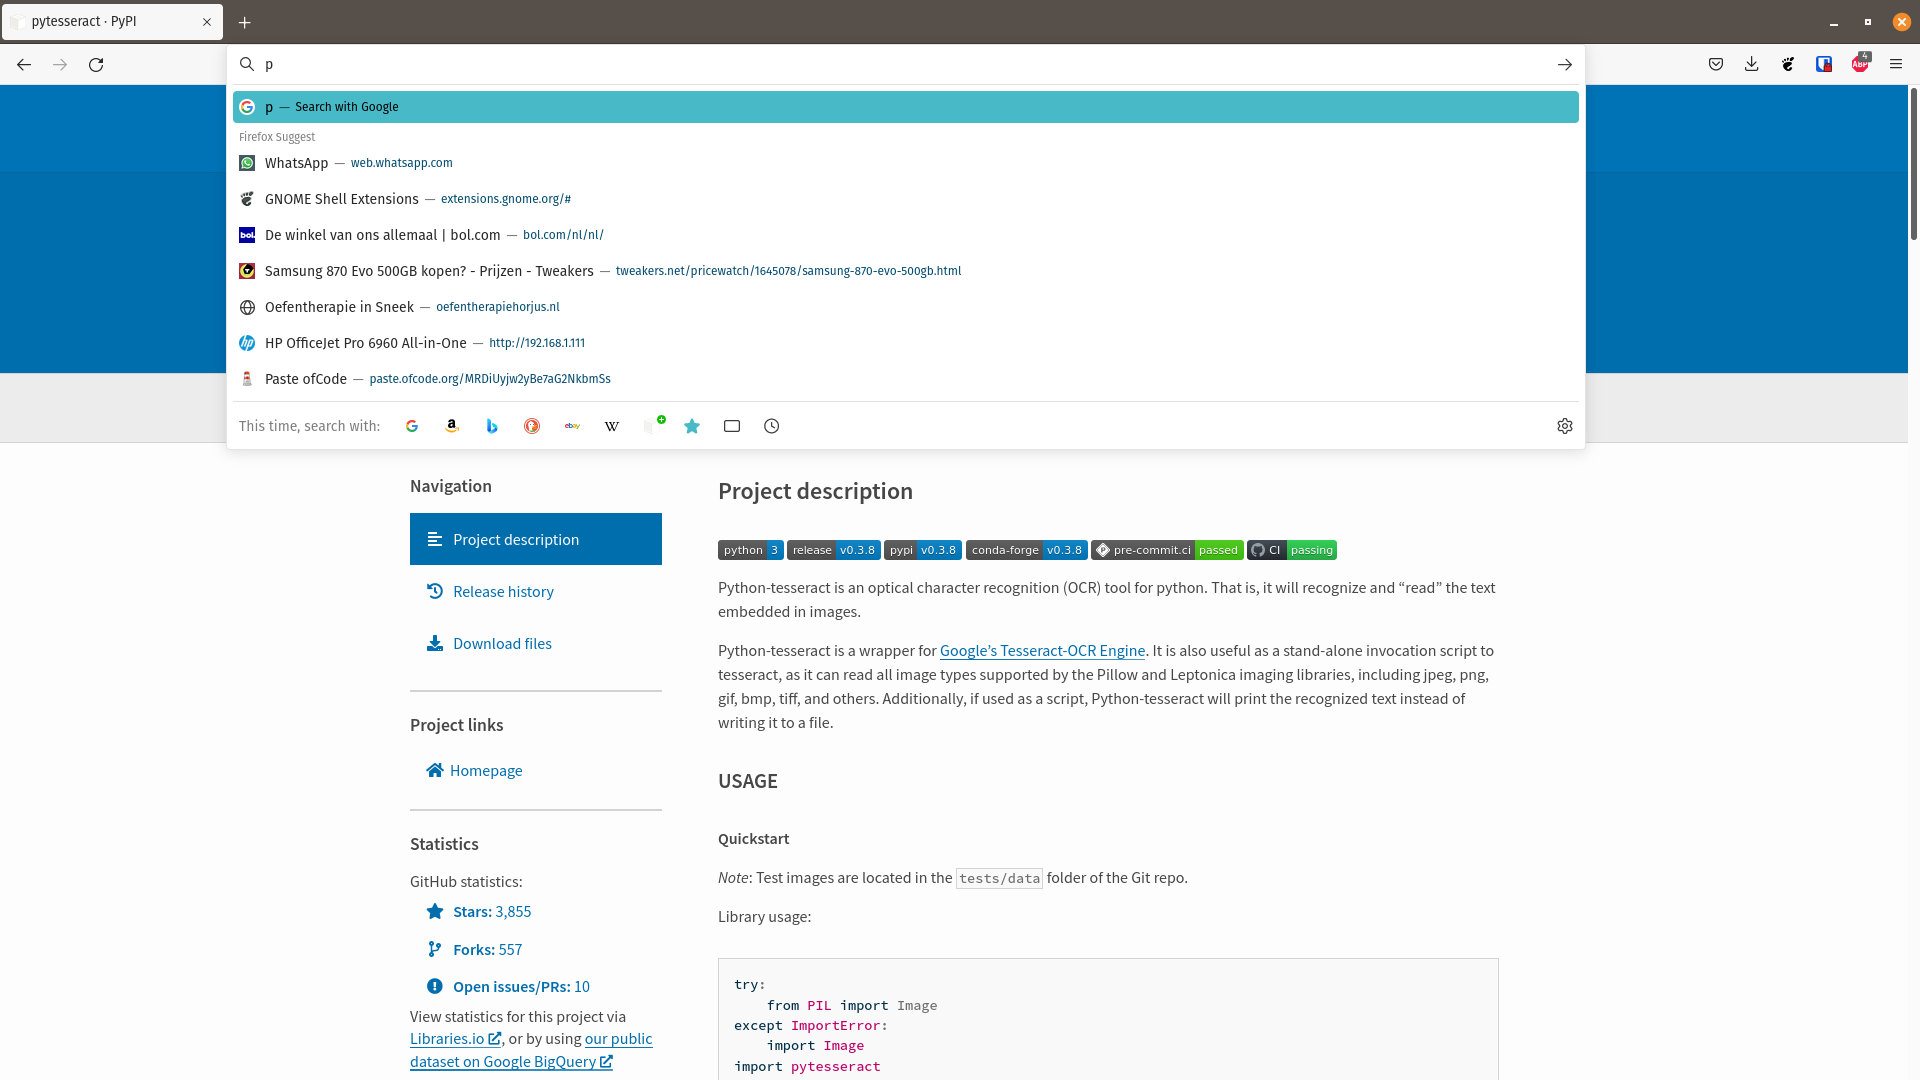 pytesseract · PyPI
4
ABP
p
p — Search with Google
Firefox Suggest
WhatsApp — web.whatsapp.com
GNOME Shell Extensions — extensions.gnome.org/#
bol. De winkel van ons allemaal | bol.com — bol.com/nl/nl/
Samsung 870 Evo 500GB kopen? - Prijzen - Tweakers — tweakers.net/pricewatch/1645078/samsung-870-evo-500gb.html
Oefentherapie in Sneek — oefentherapiehorjus.nl
hp HP OfficeJet Pro 6960 All-in-One — http://192.168.1.111
Paste ofCode — paste.ofcode.org/MRDiUyjw2yBe7aG2NkbmSs
This time, search with: G a ebay W
Navigation
Project description
Release history
Download files
Project links
Homepage
Statistics
GitHub statistics:
Stars: 3,855
Forks: 557
Open issues/PRs: 10
View statistics for this project via
Libraries.io, or by using our public
dataset on Google BigQuery
Project description
python 3 release v0.3.8 pypi v0.3.8 conda-forge v0.3.8 pre-commit.ci passed CI passing
Python-tesseract is an optical character recognition (OCR) tool for python. That is, it will recognize and “read” the text
embedded in images.
Python-tesseract is a wrapper for Google’s Tesseract-OCR Engine. It is also useful as a stand-alone invocation script to
tesseract, as it can read all image types supported by the Pillow and Leptonica imaging libraries, including jpeg, png,
gif, bmp, tiff, and others. Additionally, if used as a script, Python-tesseract will print the recognized text instead of
writing it to a file.
USAGE
Quickstart
Note: Test images are located in the tests/data folder of the Git repo.
Library usage:
try:
    from PIL import Image
except ImportError:
    import Image
import pytesseract